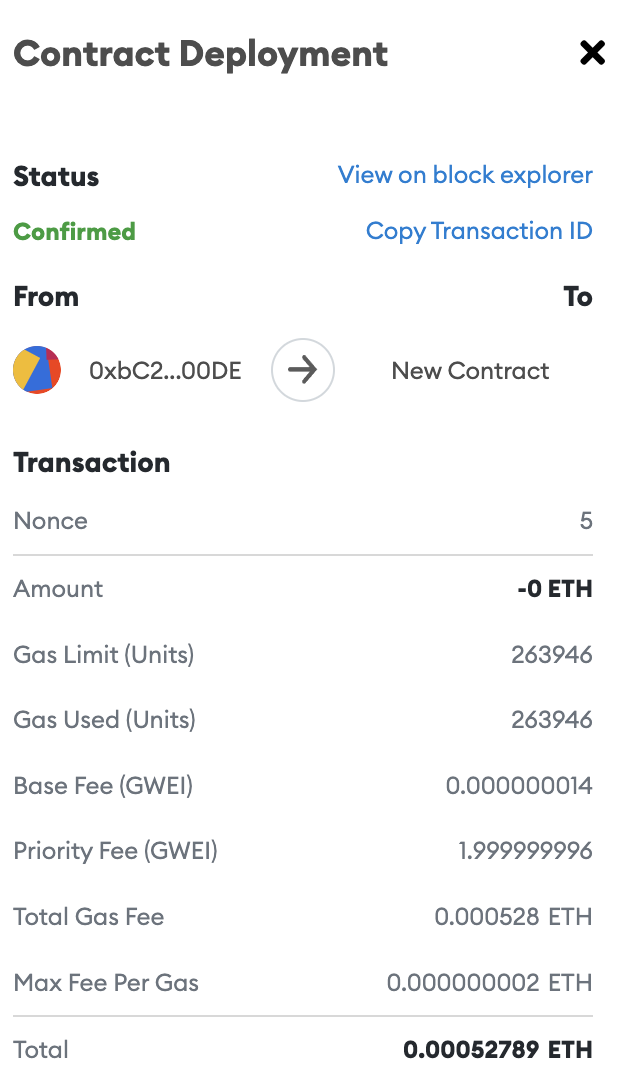 Contract Deployment
Status View on block explorer
Confirmed Copy Transaction ID
From To
0xbC2...00DE New Contract
Transaction
Nonce 5
Amount -0 ETH
Gas Limit (Units) 263946
Gas Used (Units) 263946
Base Fee (GWEI) 0.000000014
Priority Fee (GWEI) 1.999999996
Total Gas Fee 0.000528 ETH
Max Fee Per Gas 0.000000002 ETH
Total 0.00052789 ETH